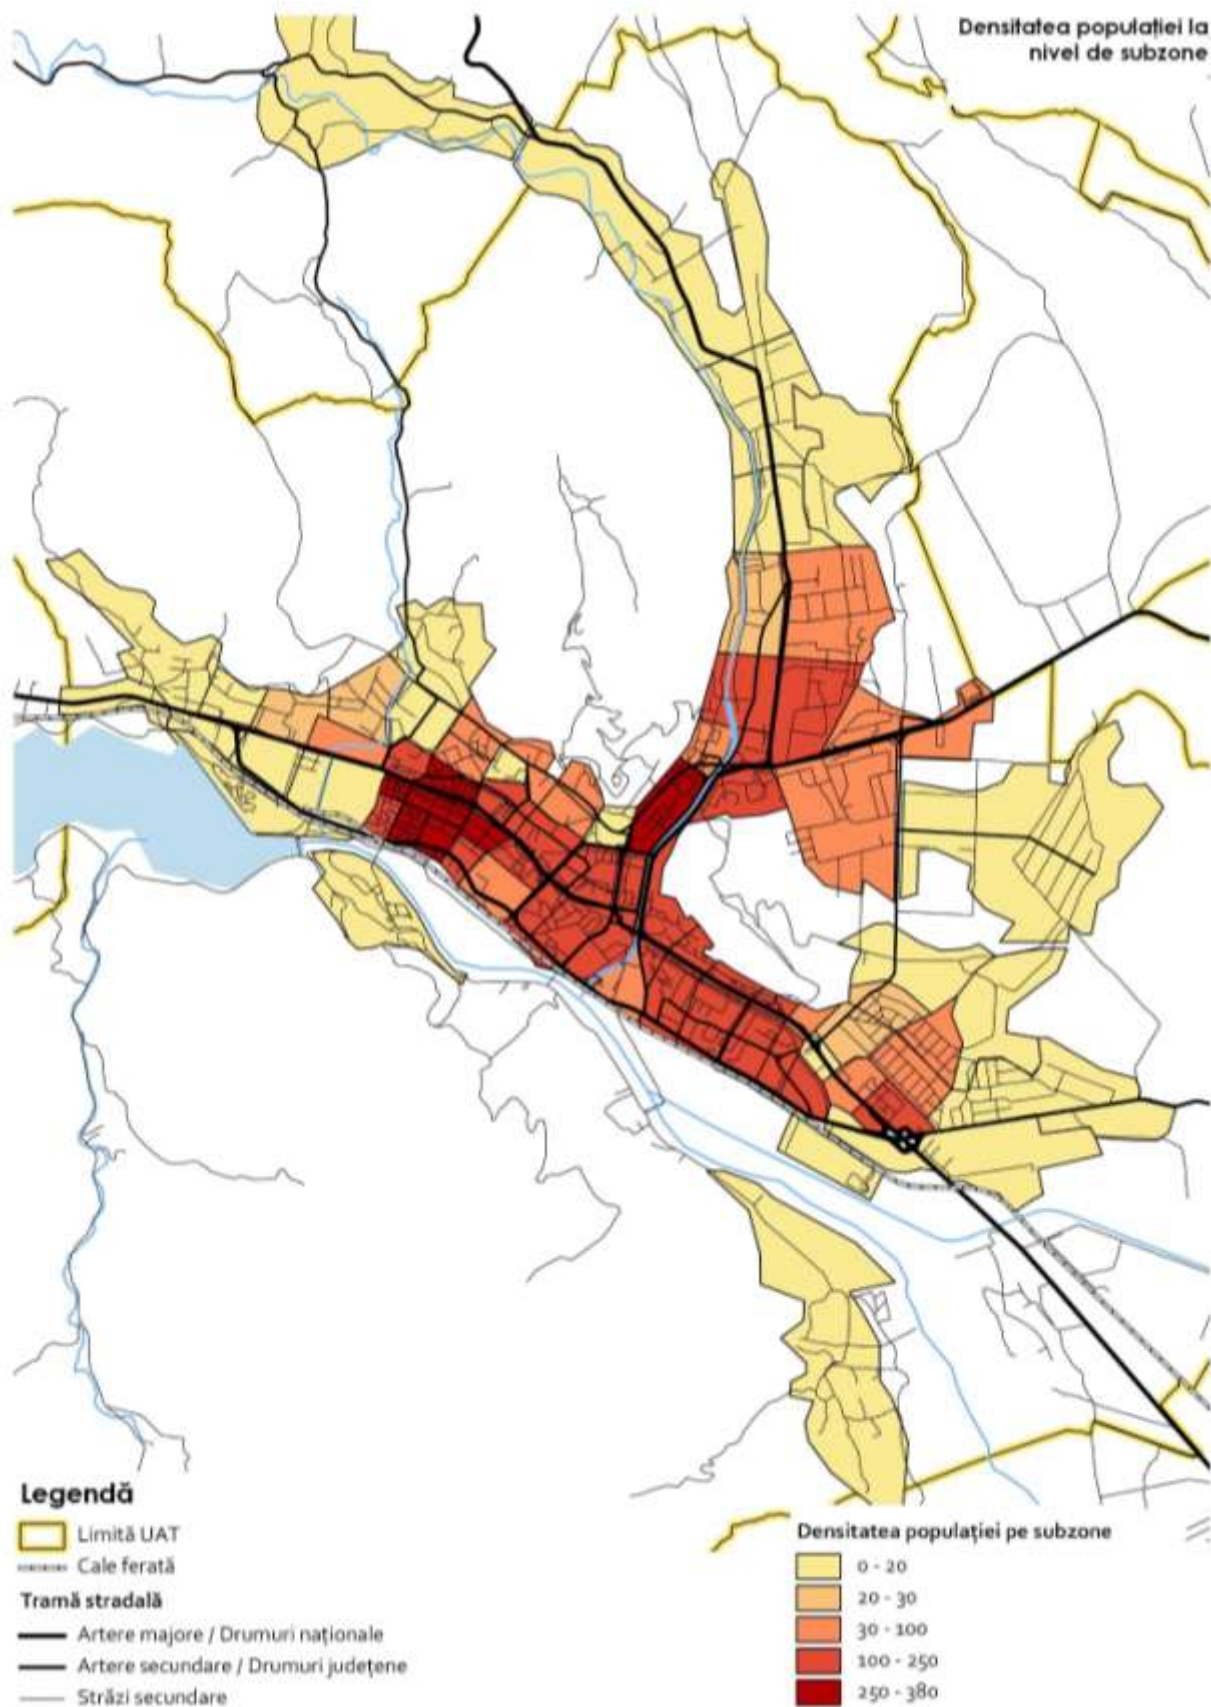 Densitatea populației la
nivel de subzone
Legendă
Limită UAT
Cale ferată
Tramă stradală
Artere majore / Drumuri naționale
Artere secundare / Drumuri județene
Străzi secundare
Densitatea populației pe subzone
0 - 20
20 - 30
30 - 100
100 - 250
250 - 380